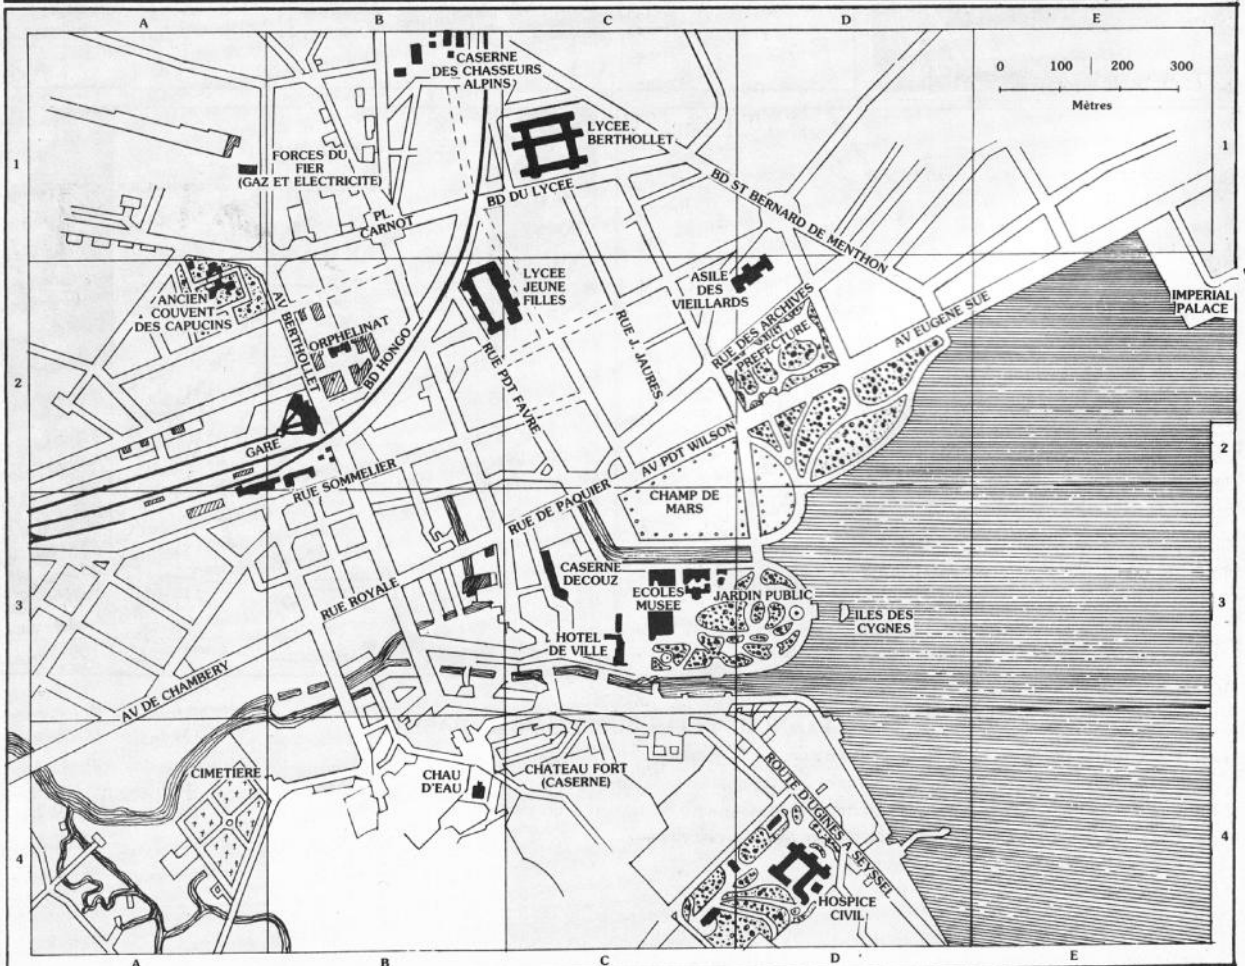 A
B
C
D
E
CASERNE
DES CHASSEURS
ALPINS
0 100 200 300
Mètres
1
FORCES DU
FIER
(GAZ ET ELECTRICITE)
LYCEE.
BERTHOLLET
1
PL.
CARNOT
BD DU LYCEE
BD ST BERNARD DE MENTHON
ANCIEN
COUVENT
DES CAPUCINS
AV BERTHOLLET
ORPHELINAT
BD HONGO
LYCEE
JEUNE
FILLES
ASILE
DES
VIEILLARDS
RUE J. JAURES
RUE DES ARCHIVES
PREFECTURE
AV EUGENE SUE
IMPERIAL
PALACE
2
RUE PDT FAVRE
GARE
RUE SOMMELIER
AV PDT WILSON
2
CHAMP DE
MARS
RUE DE PAQUIER
3
RUE ROYALE
CASERNE
DECOUZ
ECOLES
MUSEE
JARDIN PUBLIC
ILES DES
CYGNES
3
HOTEL
DE VILLE
AV DE CHAMBERY
CIMETIERE
CHAU
D'EAU
CHATEAU FORT
(CASERNE)
ROUTE D'UGINES A SEYSSEL
4
4
HOSPICE
CIVIL
A
B
C
D
E